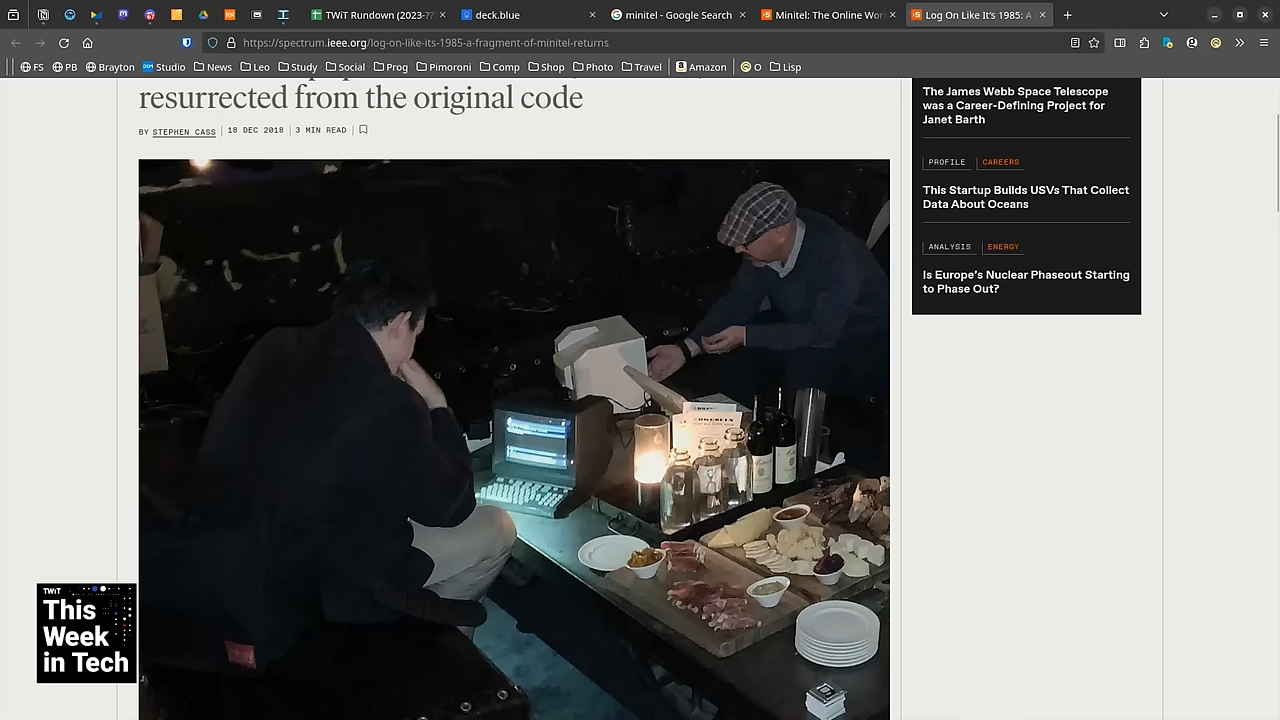 TWiT Rundown (2023-??
deck.blue
minitel - Google Search
Minitel: The Online Wor
Log On Like It's 1985: A
https://spectrum.ieee.org/log-on-like-its-1985-a-fragment-of-minitel-returns
FS
PB
Brayton
Studio
News
Leo
Study
Social
Prog
Pimoroni
Comp
Shop
Photo
Travel
Amazon
O
Lisp
resurrected from the original code
BY STEPHEN CASS
18 DEC 2018
3 MIN READ
The James Webb Space Telescope
was a Career-Defining Project for
Janet Barth
PROFILE
CAREERS
This Startup Builds USVs That Collect
Data About Oceans
ANALYSIS
ENERGY
Is Europe's Nuclear Phaseout Starting
to Phase Out?
TWiT
This
Week
in Tech